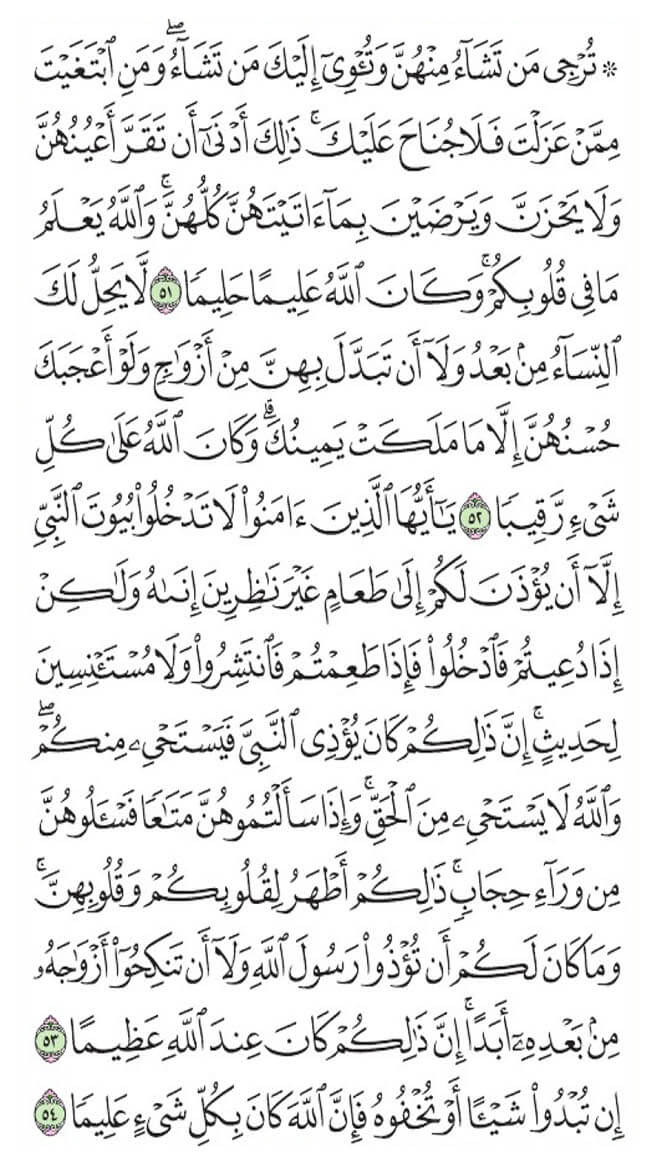 ۞ تُرْجِى مَن تَشَآءُ مِنْهُنَّ وَتُـْٔوِىٓ إِلَيْكَ مَن تَشَآءُ ۖ وَمَنِ ٱبْتَغَيْتَ
مِمَّنْ عَزَلْتَ فَلَا جُنَاحَ عَلَيْكَ ۚ ذَٰلِكَ أَدْنَىٰٓ أَن تَقَرَّ أَعْيُنُهُنَّ
وَلَا يَحْزَنَّ وَيَرْضَيْنَ بِمَآ ءَاتَيْتَهُنَّ كُلُّهُنَّ ۚ وَٱللَّهُ يَعْلَمُ
مَا فِى قُلُوبِكُمْ ۚ وَكَانَ ٱللَّهُ عَلِيمًا حَلِيمًا ٥١ لَّا يَحِلُّ لَكَ
ٱلنِّسَآءُ مِنۢ بَعْدُ وَلَآ أَن تَبَدَّلَ بِهِنَّ مِنْ أَزْوَٰجٍ وَلَوْ أَعْجَبَكَ
حُسْنُهُنَّ إِلَّا مَا مَلَكَتْ يَمِينُكَ ۗ وَكَانَ ٱللَّهُ عَلَىٰ كُلِّ
شَىْءٍ رَّقِيبًا ٥٢ يَـٰٓأَيُّهَا ٱلَّذِينَ ءَامَنُوا۟ لَا تَدْخُلُوا۟ بُيُوتَ ٱلنَّبِىِّ
إِلَّآ أَن يُؤْذَنَ لَكُمْ إِلَىٰ طَعَامٍ غَيْرَ نَـٰظِرِينَ إِنَىٰهُ وَلَـٰكِنْ
إِذَا دُعِيتُمْ فَٱدْخُلُوا۟ فَإِذَا طَعِمْتُمْ فَٱنتَشِرُوا۟ وَلَا مُسْتَـْٔنِسِينَ
لِحَدِيثٍ ۚ إِنَّ ذَٰلِكُمْ كَانَ يُؤْذِى ٱلنَّبِىَّ فَيَسْتَحْىِۦ مِنكُمْ ۖ
وَٱللَّهُ لَا يَسْتَحْىِۦ مِنَ ٱلْحَقِّ ۚ وَإِذَا سَأَلْتُمُوهُنَّ مَتَـٰعًا فَسْـَٔلُوهُنَّ
مِن وَرَآءِ حِجَابٍ ۚ ذَٰلِكُمْ أَطْهَرُ لِقُلُوبِكُمْ وَقُلُوبِهِنَّ ۚ
وَمَا كَانَ لَكُمْ أَن تُؤْذُوا۟ رَسُولَ ٱللَّهِ وَلَآ أَن تَنكِحُوٓا۟ أَزْوَٰجَهُۥ
مِنۢ بَعْدِهِۦٓ أَبَدًا ۚ إِنَّ ذَٰلِكُمْ كَانَ عِندَ ٱللَّهِ عَظِيمًا ٥٣
إِن تُبْدُوا۟ شَيْـًٔا أَوْ تُخْفُوهُ فَإِنَّ ٱللَّهَ كَانَ بِكُلِّ شَىْءٍ عَلِيمًا ٥٤